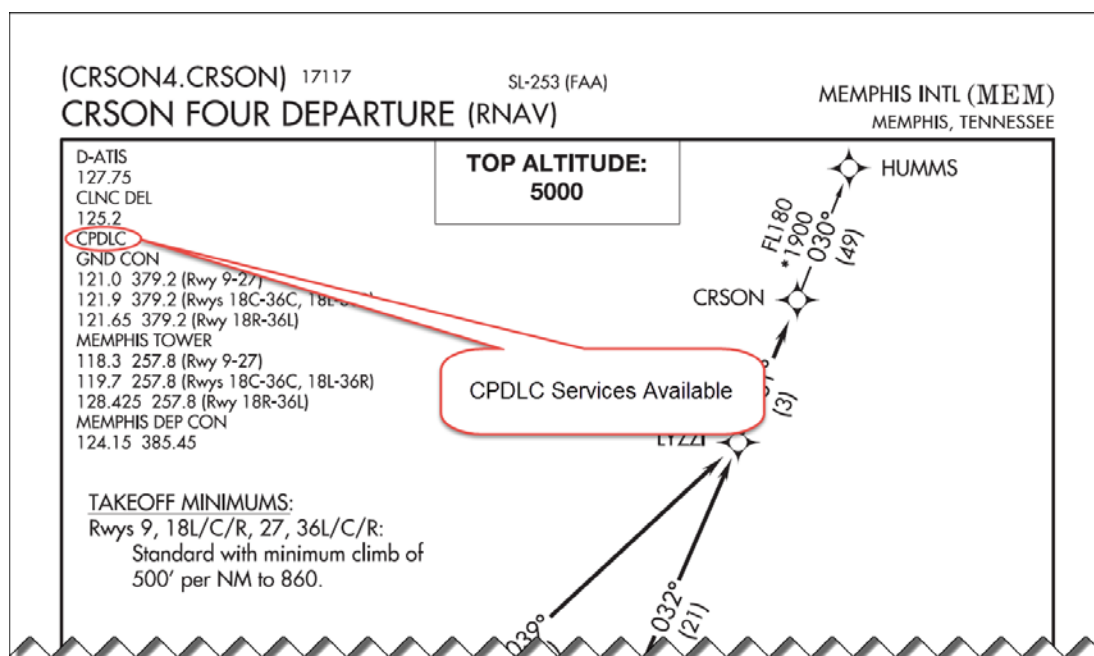 (CRSON4.CRSON) 17117
SL-253 (FAA)
CRSON FOUR DEPARTURE (RNAV)
MEMPHIS INTL (MEM)
MEMPHIS, TENNESSEE
D-ATIS
127.75
CLNC DEL
125.2
CPDLC
GND CON
121.0 379.2 (Rwy 9-27)
121.9 379.2 (Rwys 18C-36C, 18L-36R)
121.65 379.2 (Rwy 18R-36L)
MEMPHIS TOWER
118.3 257.8 (Rwy 9-27)
119.7 257.8 (Rwys 18C-36C, 18L-36R)
128.425 257.8 (Rwy 18R-36L)
MEMPHIS DEP CON
124.15 385.45
TOP ALTITUDE:
5000
HUMMS
FL180
*1900
030°
(49)
CRSON
(3)
CPDLC Services Available
LYZZI
TAKEOFF MINIMUMS:
Rwys 9, 18L/C/R, 27, 36L/C/R:
Standard with minimum climb of
500' per NM to 860.
039°
032°
(21)